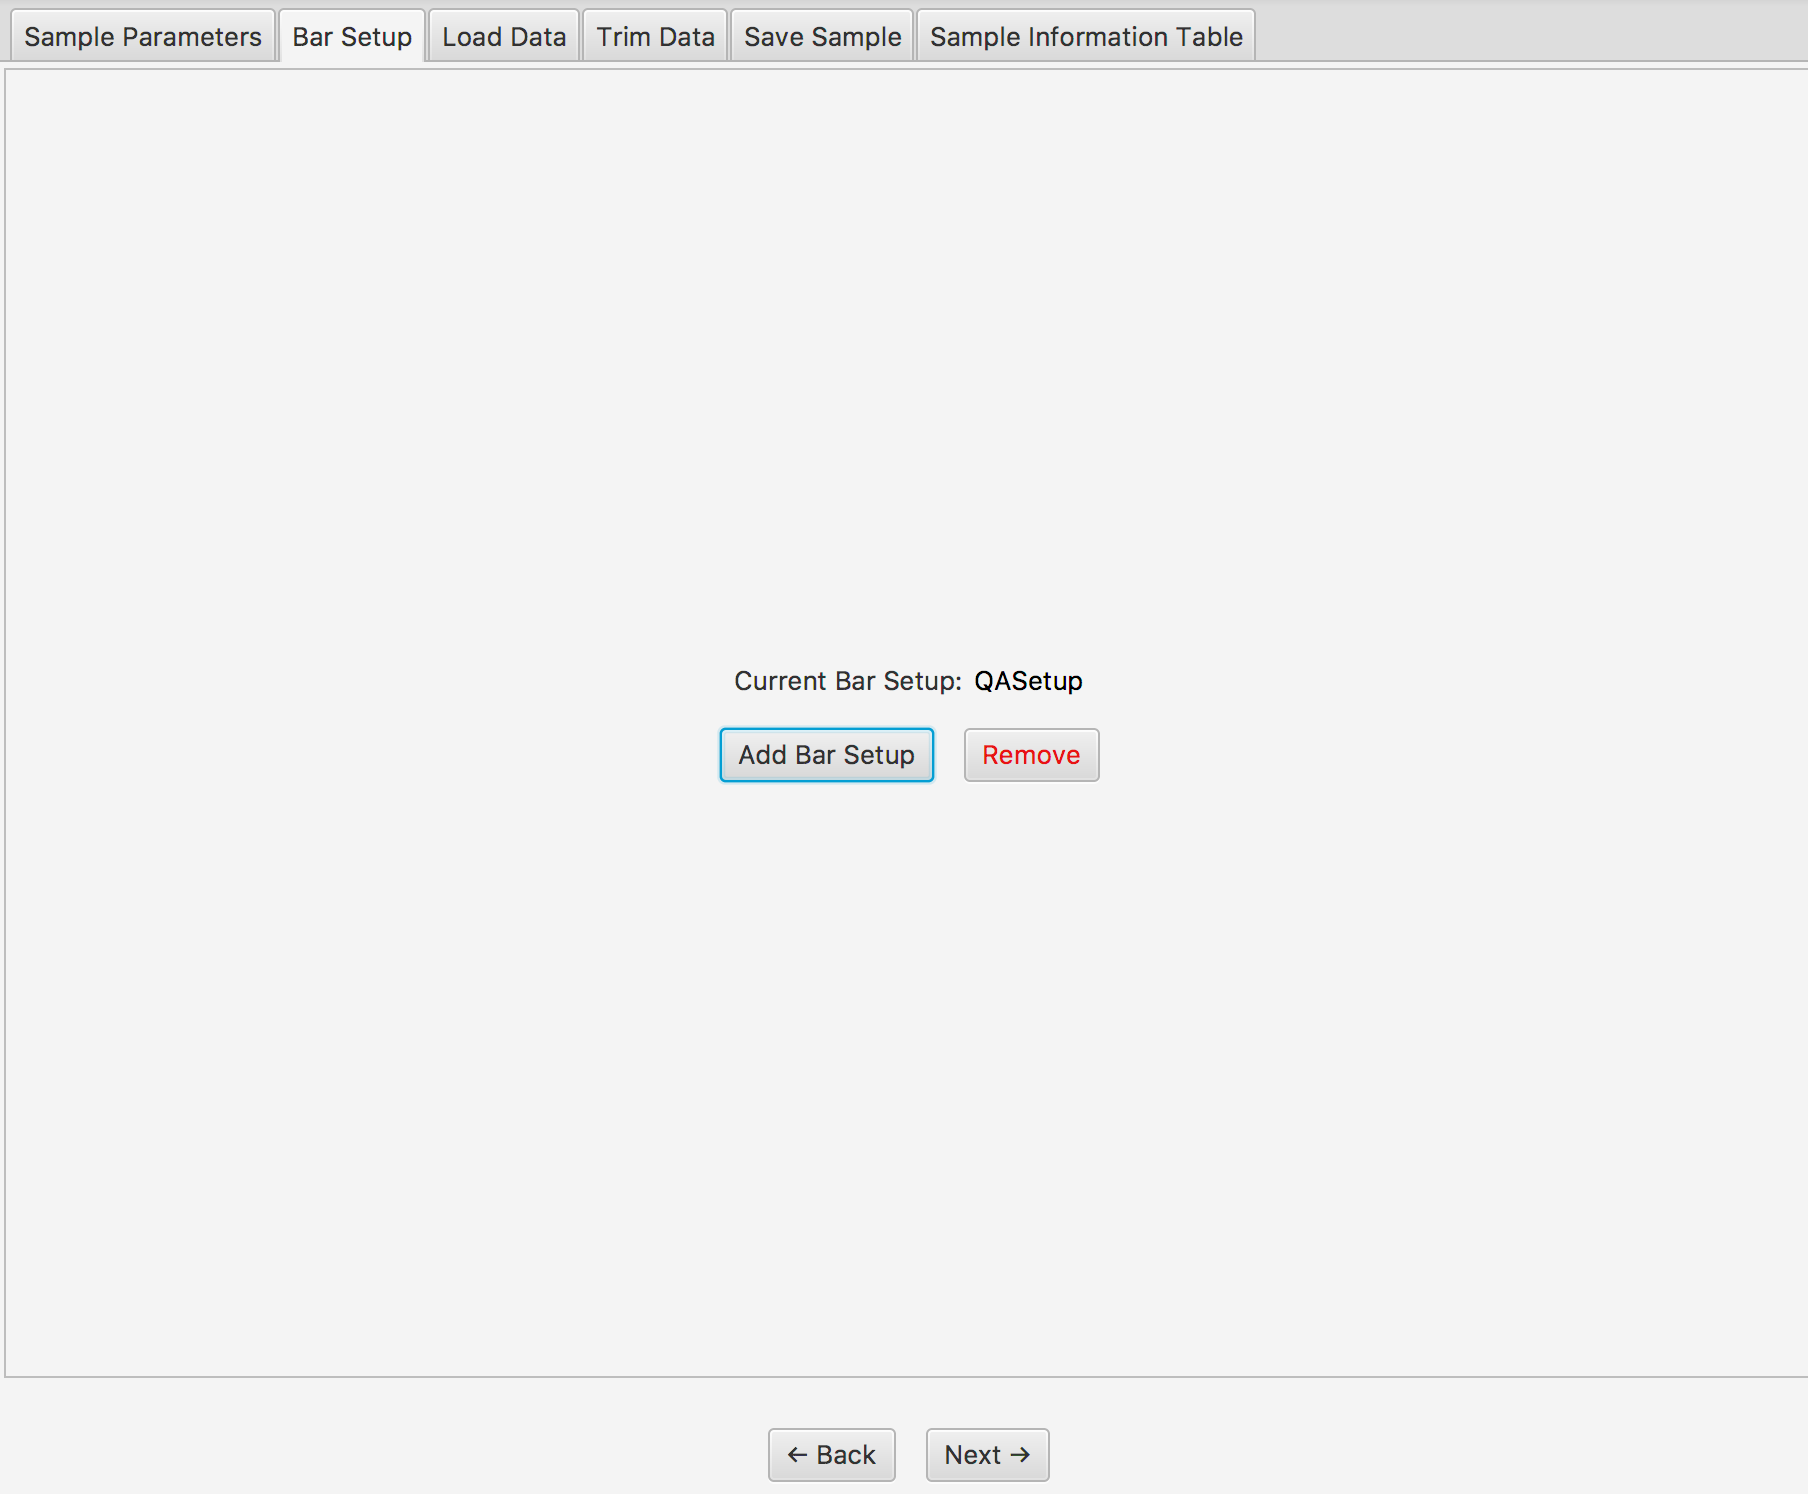 Sample Parameters Bar Setup Load Data Trim Data Save Sample Sample Information Table
Current Bar Setup: QASetup
Add Bar Setup Remove
← Back Next →